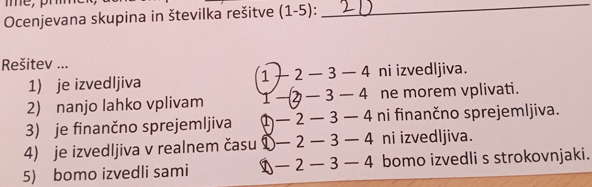 Ocenjevana skupina in številka rešitve (1-5): 2D
Rešitev ...
1) je izvedljiva 1 – 2 – 3 – 4 ni izvedljiva.
2) nanjo lahko vplivam 1 – 2 – 3 – 4 ne morem vplivati.
3) je finančno sprejemljiva 1 – 2 – 3 – 4 ni finančno sprejemljiva.
4) je izvedljiva v realnem času 1 – 2 – 3 – 4 ni izvedljiva.
5) bomo izvedli sami 1 – 2 – 3 – 4 bomo izvedli s strokovnjaki.